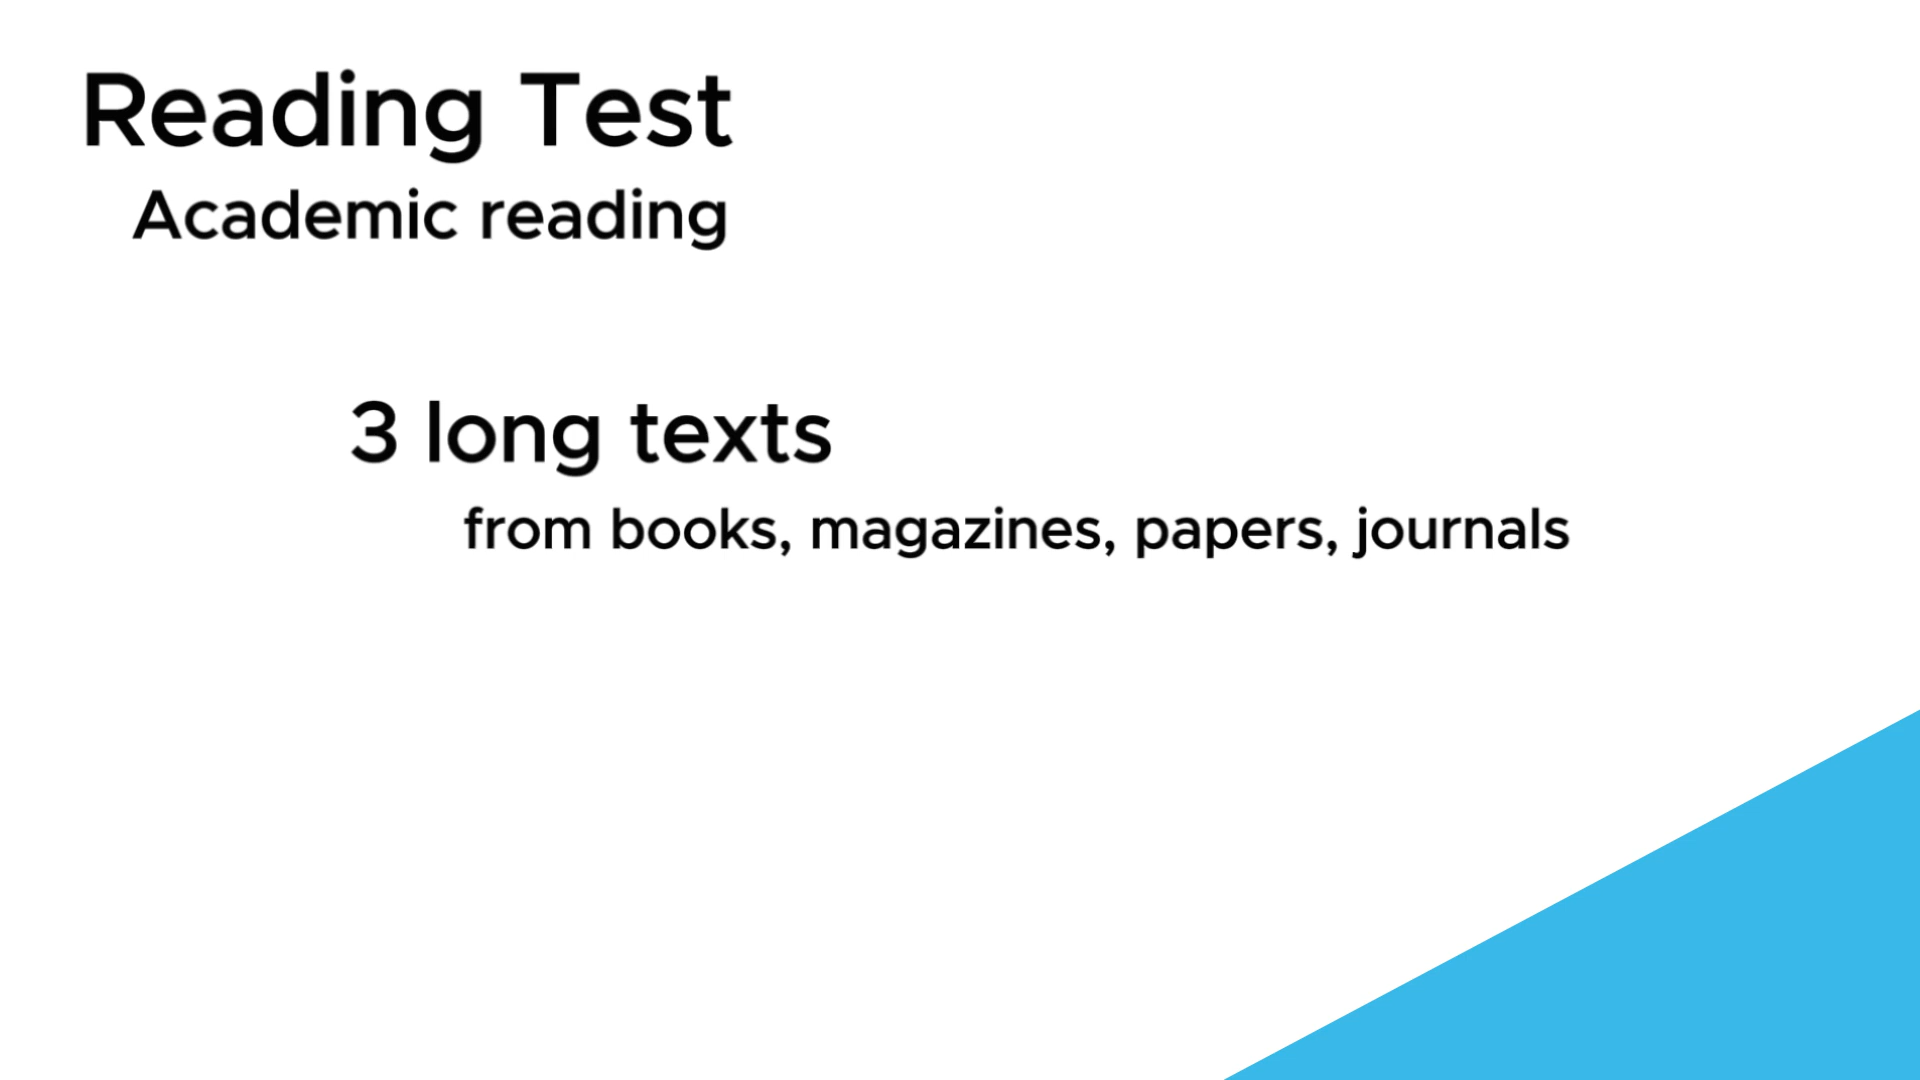 Reading Test
Academic reading
3 long texts
from books, magazines, papers, journals